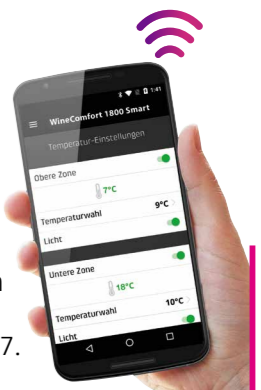 1:41
WineComfort 1800 Smart
Temperatur-Einstellungen
Obere Zone
7°C
Temperaturwahl 9°C
Licht
Untere Zone
18°C
Temperaturwahl 10°C
Licht
7.